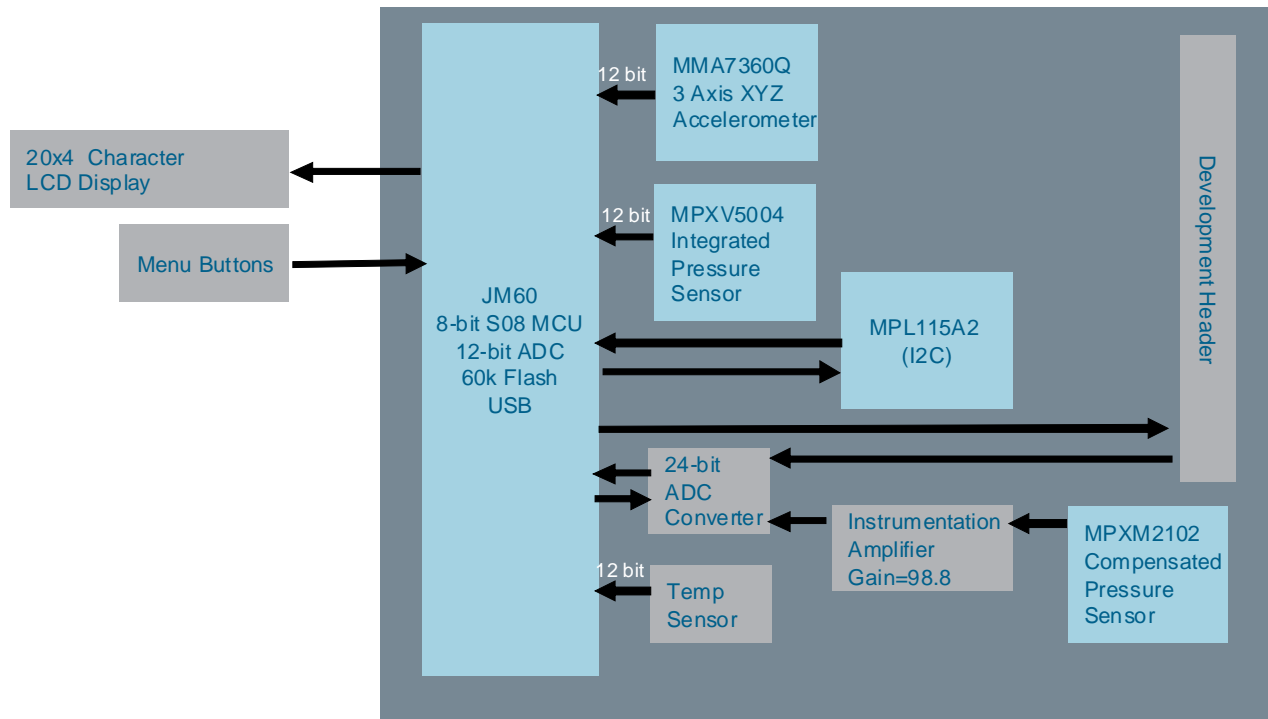 12 bit
MMA7360Q
3 Axis XYZ
Accelerometer
20x4 Character
LCD Display
Development Header
12 bit
MPXV5004
Integrated
Pressure
Sensor
Menu Buttons
JM60
8-bit S08 MCU
12-bit ADC
60k Flash
USB
MPL115A2
(I2C)
24-bit
ADC
Converter
Instrumentation
Amplifier
Gain=98.8
MPXM2102
Compensated
Pressure
Sensor
12 bit
Temp
Sensor